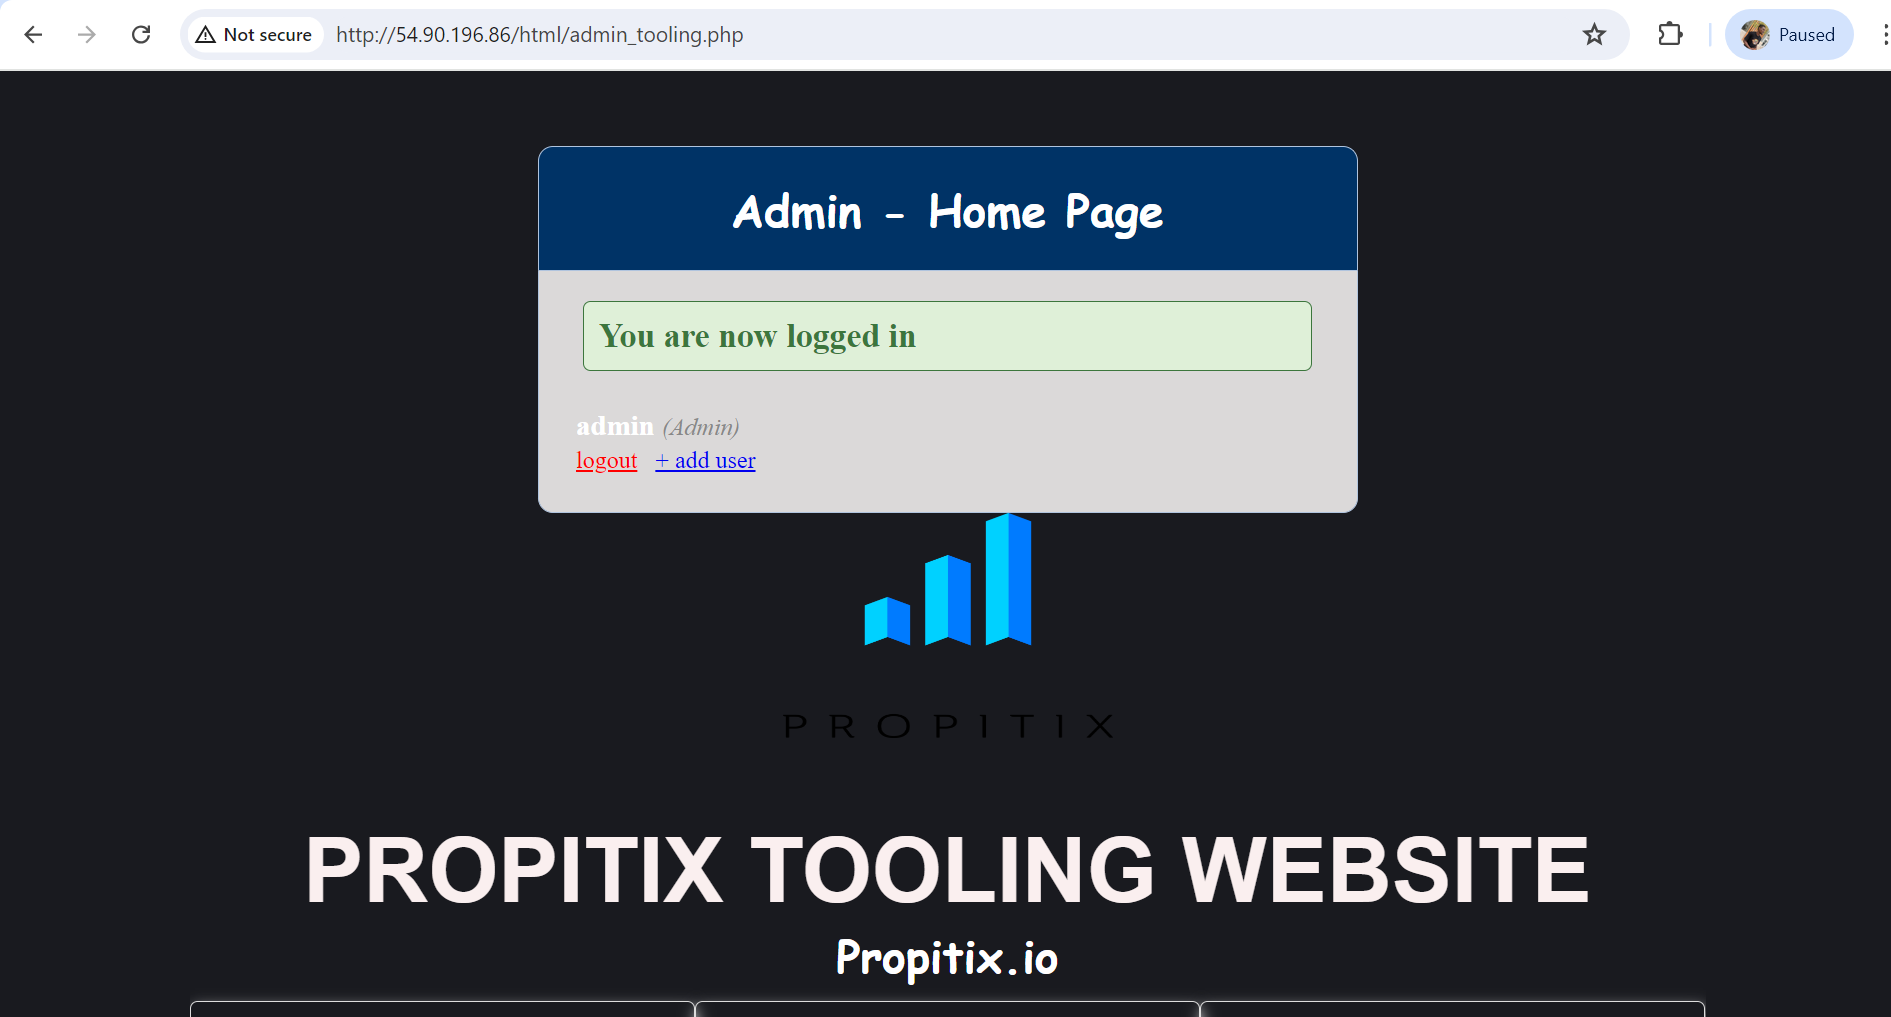 Not secure http://54.90.196.86/html/admin_tooling.php Paused
Admin - Home Page
You are now logged in
admin (Admin)
logout + add user
PROPITIX
PROPITIX TOOLING WEBSITE
Propitix.io